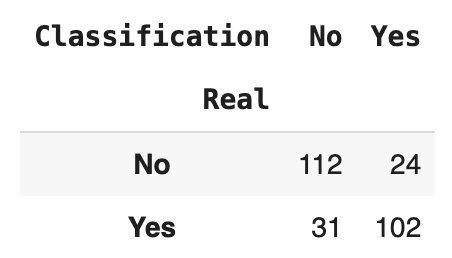 Classification No Yes
Real
No 112 24
Yes 31 102